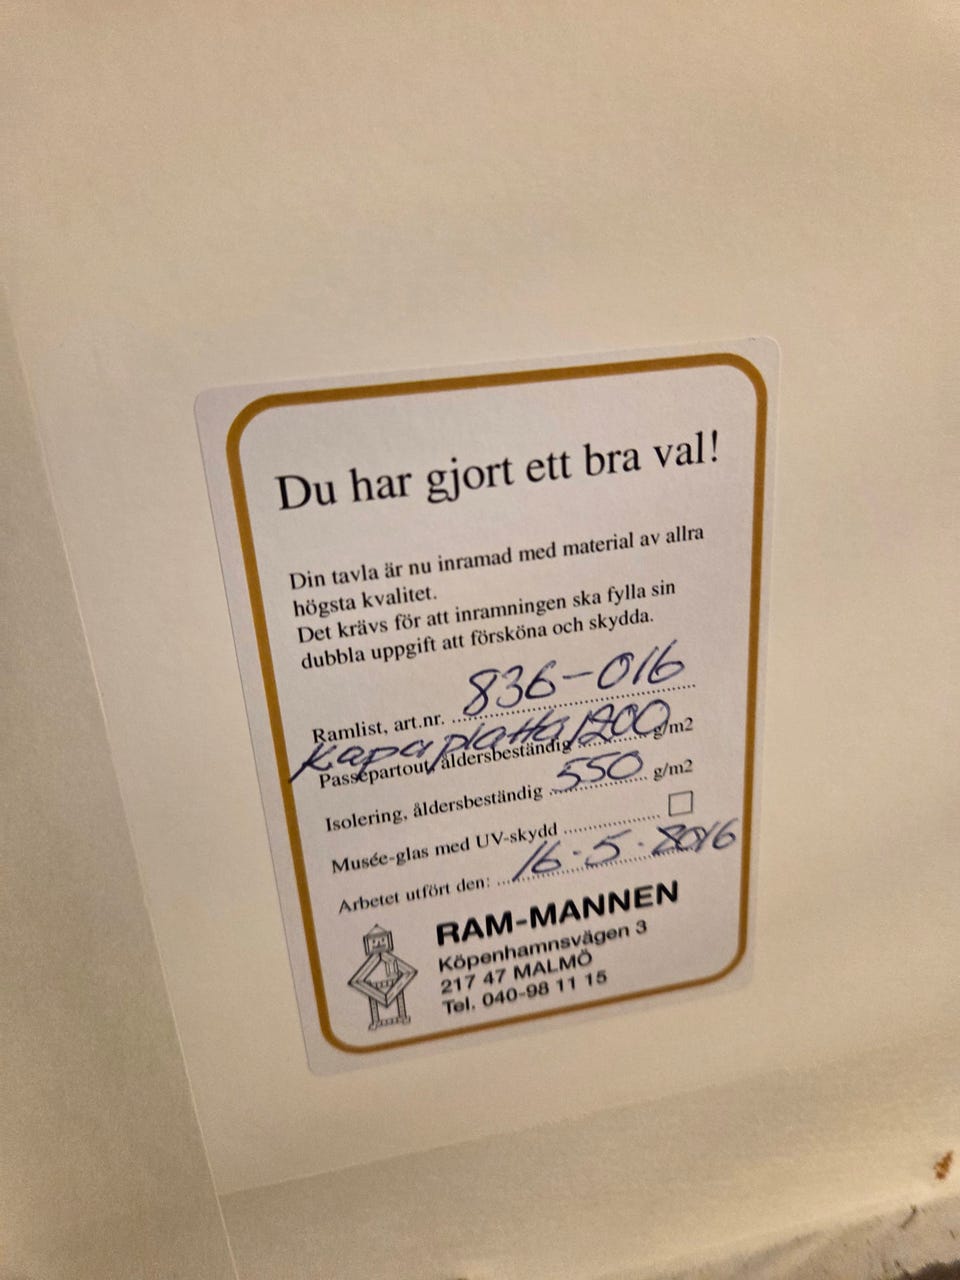 Du har gjort ett bra val!
Din tavla är nu inramad med material av allra
högsta kvalitet.
Det krävs för att inramningen ska fylla sin
dubbla uppgift att försköna och skydda.
Ramlist, art.nr. 836-016
Kapaplatta 1200
Passepartout, åldersbeständig g/m2
Isolering, åldersbeständig 550 g/m2
Musée-glas med UV-skydd
Arbetet utfört den: 16-5-2016
RAM-MANNEN
Köpenhamnsvägen 3
217 47 MALMÖ
Tel. 040-98 11 15